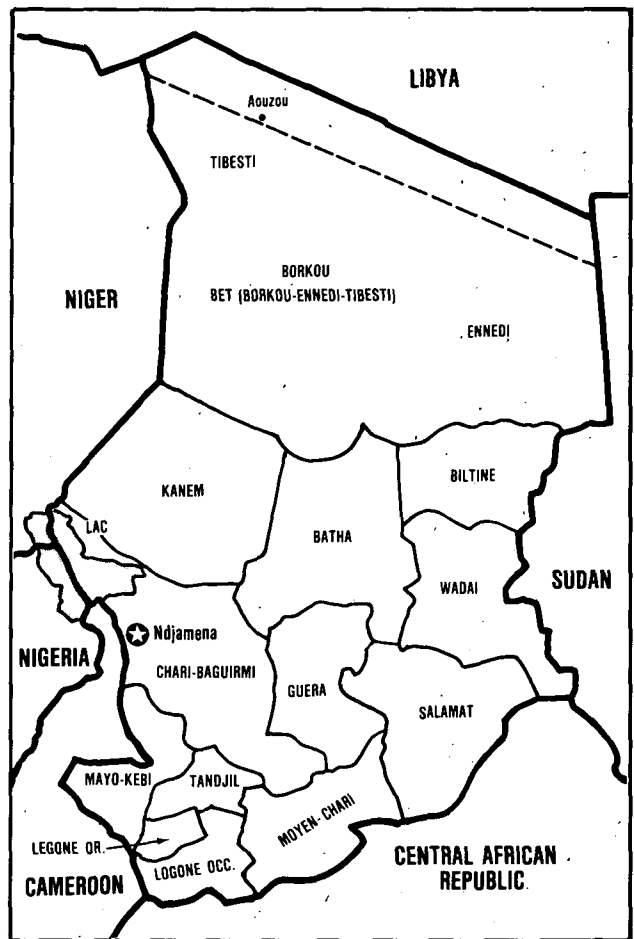 LIBYA
Aouzou
TIBESTI
BORKOU
BET (BORKOU-ENNEDI-TIBESTI)
NIGER
ENNEDI
KANEM
BILTINE
LAC
BATHA
SUDAN
WADAI
Ndjamena
NIGERIA
CHARI-BAGUIRMI
GUERA
SALAMAT
MAYO-KEBI
TANDJIL
MOYEN-CHARI
LEGONE OR.
LOGONE OCC.
CENTRAL AFRICAN
REPUBLIC
CAMEROON